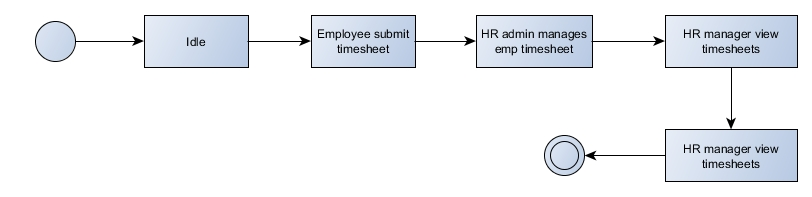 Idle
Employee submit
timesheet
HR admin manages
emp timesheet
HR manager view
timesheets
HR manager view
timesheets